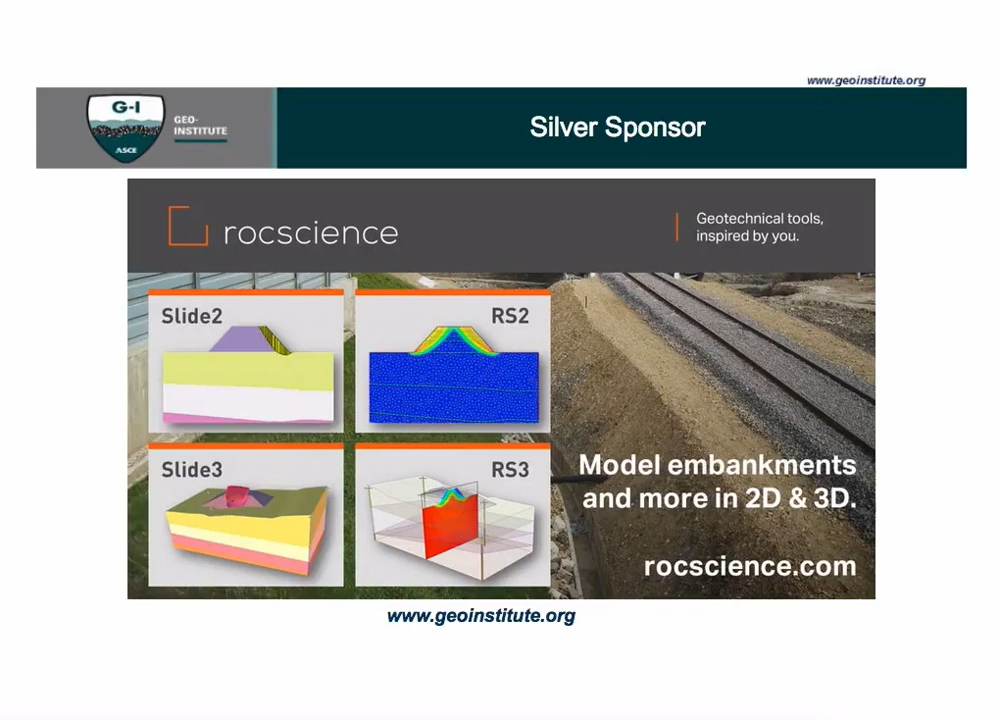 www.geoinstitute.org
G-I
GEO-
INSTITUTE
ASCE
Silver Sponsor
rocscience
Geotechnical tools,
inspired by you.
Slide2
RS2
Slide3
RS3
Model embankments
and more in 2D & 3D.
rocscience.com
www.geoinstitute.org